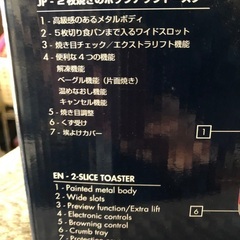 JP - 2枚焼きのポップアップトースター
1 - 高級感のあるメタルボディ
2 - 5枚切り食パンまで入るワイドスロット
3 - 焼き目チェック／エクストラリフト機能
4 - 便利な４つの機能
解凍機能
ベーグル機能（片面焼き）
温めなおし機能
キャンセル機能
5 - 焼き目調整
6 - くず受け
7 - 埃よけカバー
1
EN - 2-SLICE TOASTER
1 - Painted metal body
2 - Wide slots
3 - Preview function/Extra lift
4 - Electronic controls
5 - Browning control
6 - Crumb tray
7 - Protection
6